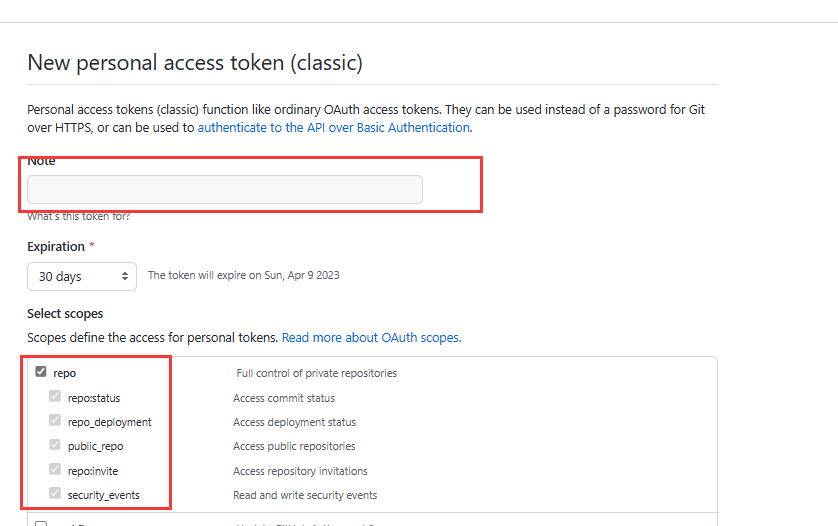 New personal access token (classic)
Personal access tokens (classic) function like ordinary OAuth access tokens. They can be used instead of a password for Git
over HTTPS, or can be used to authenticate to the API over Basic Authentication.
Note
What's this token for?
Expiration *
30 days The token will expire on Sun, Apr 9 2023
Select scopes
Scopes define the access for personal tokens. Read more about OAuth scopes.
repo Full control of private repositories
repo:status Access commit status
repo_deployment Access deployment status
public_repo Access public repositories
repo:invite Access repository invitations
security_events Read and write security events